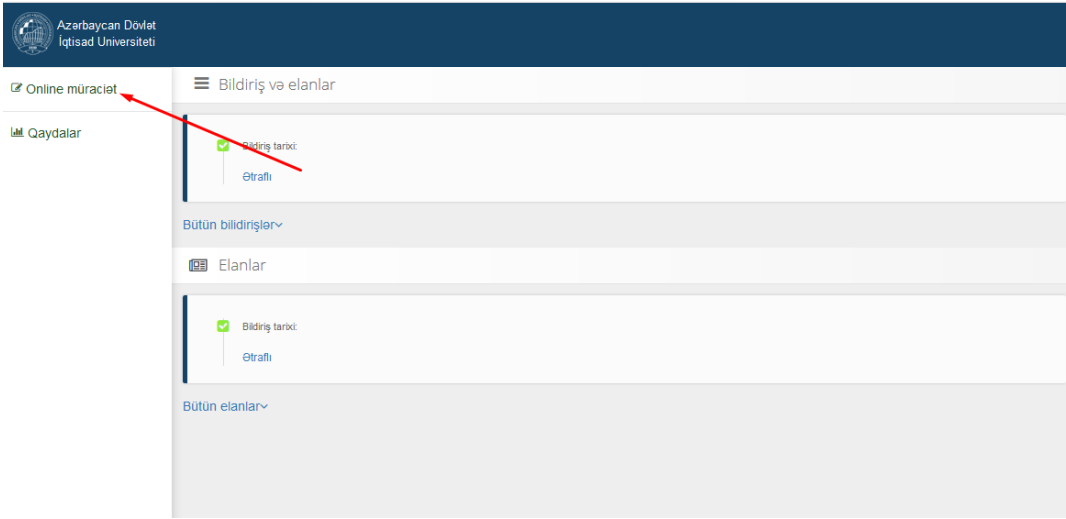 Azərbaycan Dövlət
İqtisad Universiteti
Online müraciət
Qaydalar
Bildiriş və elanlar
Bildiriş tarixi:
Ətraflı
Bütün bilidirişlər
Elanlar
Bildiriş tarixi:
Ətraflı
Bütün elanlar